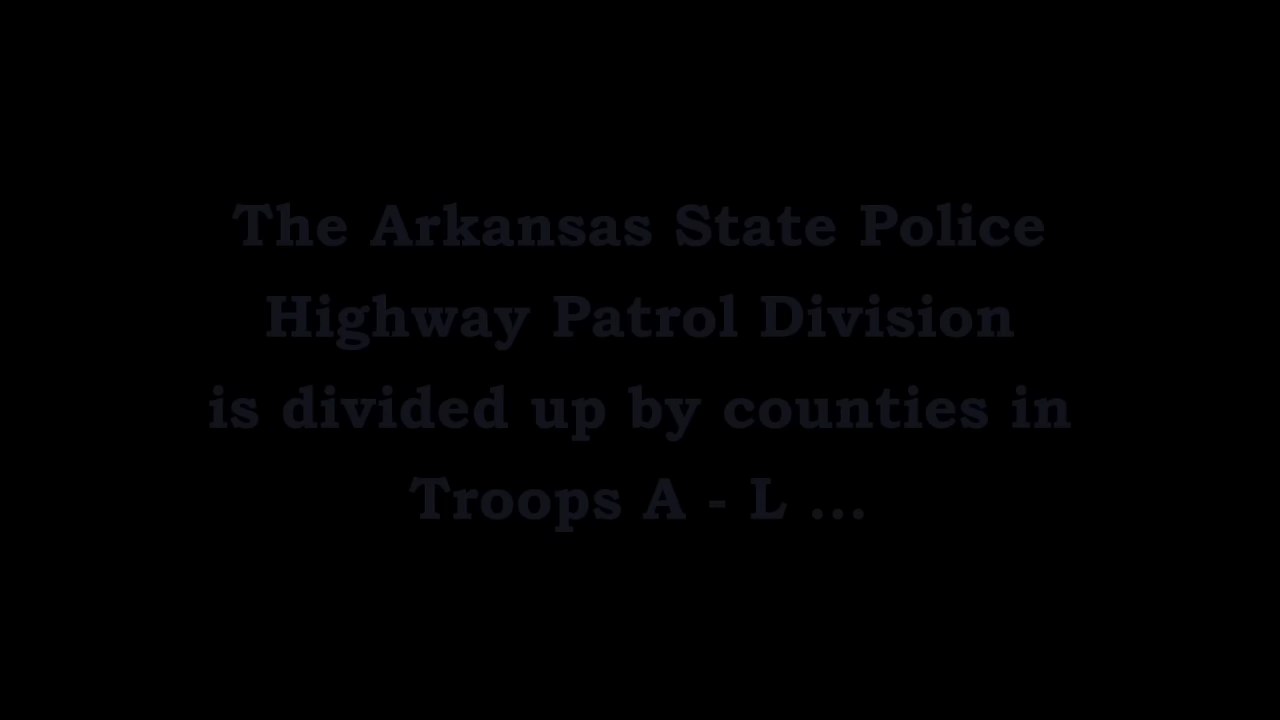 The Arkansas State Police
Highway Patrol Division
is divided up by counties in
Troops A - L ...